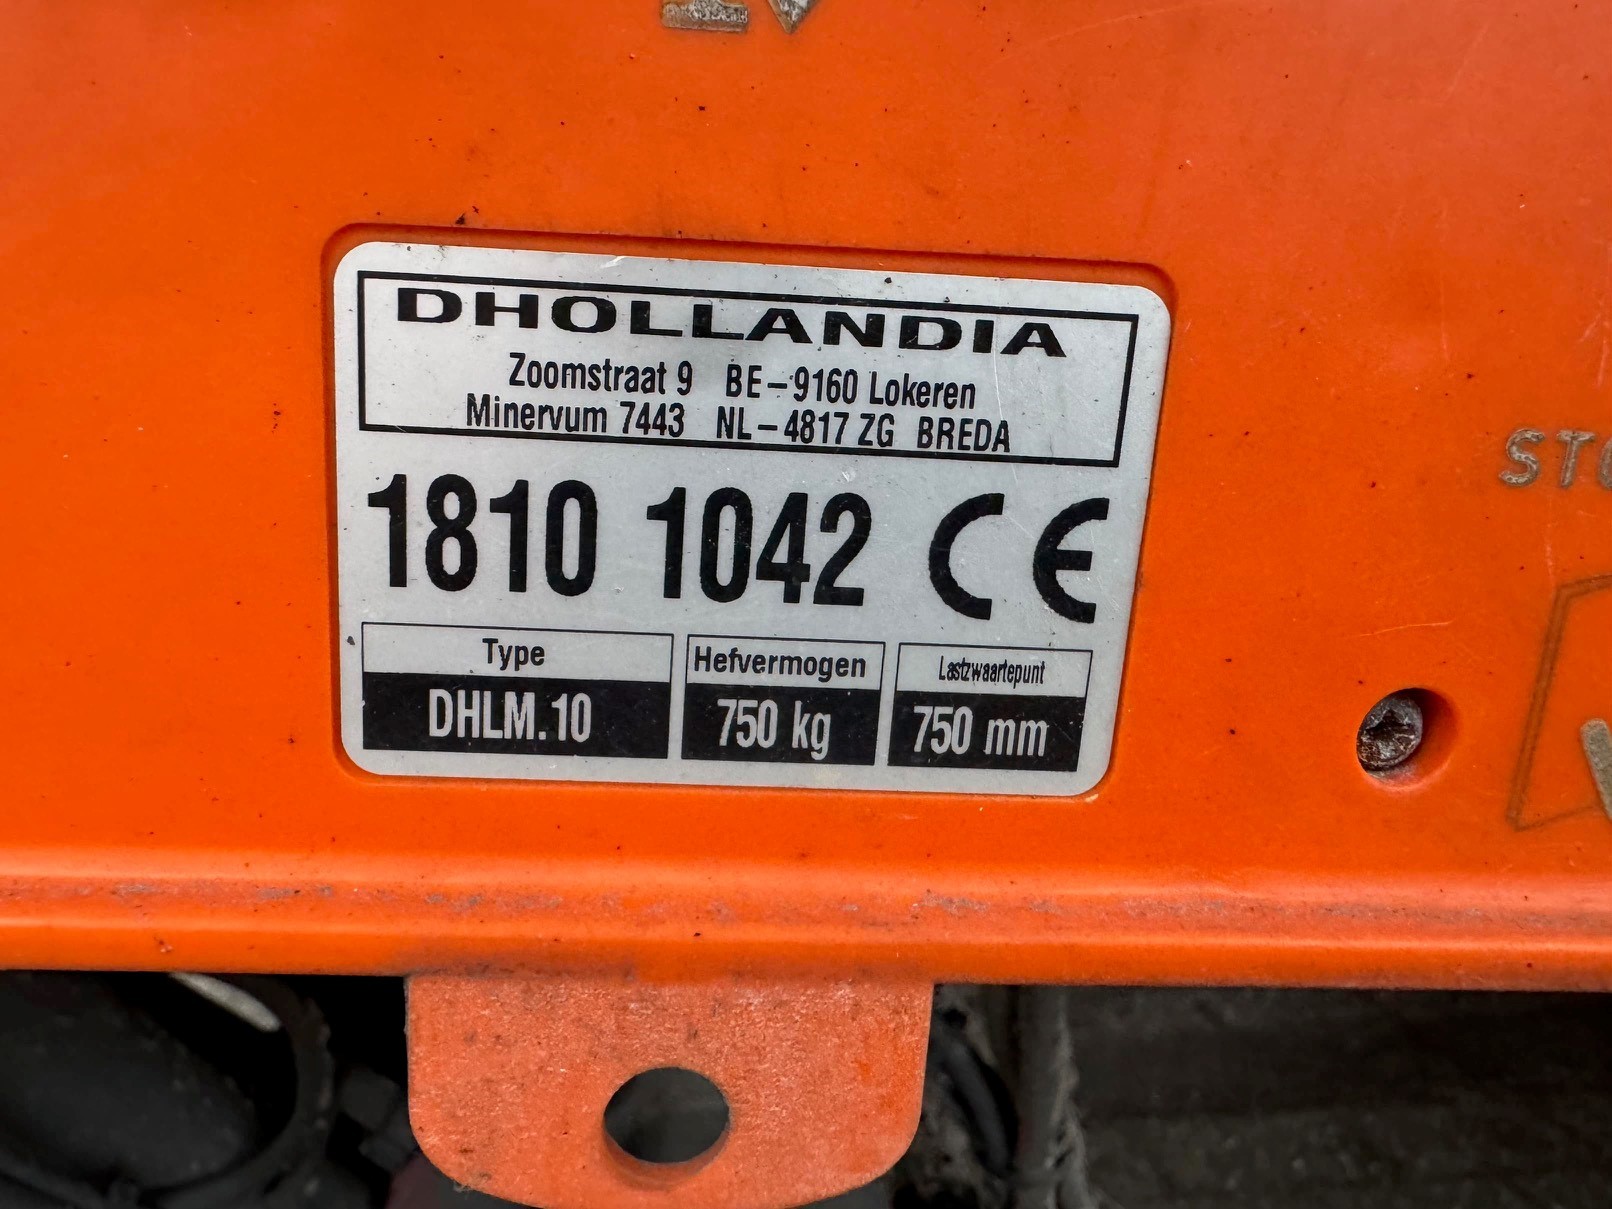 DHOLLANDIA
Zoomstraat 9 BE-9160 Lokeren
Minervum 7443 NL-4817 ZG BREDA
1810 1042 CE
Type Hefvermogen Lastzwaartepunt
DHLM.10 750 kg 750 mm